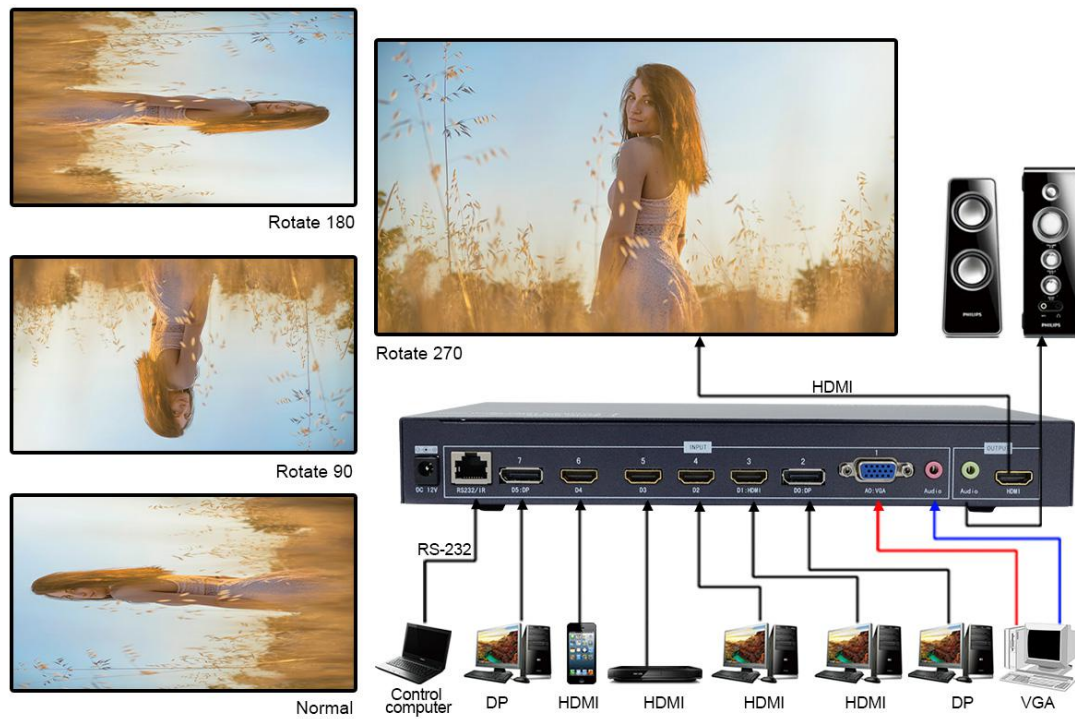 Rotate 180
Rotate 90
Normal
Rotate 270
HDMI
PHILIPS
PHILIPS
INPUT
OUTPUT
7
6
5
4
3
2
1
DC 12V
RS232/IR
D5:DP
D4
D3
D2
D1:HDMI
D0:DP
A0:VGA
Audio
Audio
HDMI
RS-232
Control
computer
DP
HDMI
HDMI
HDMI
HDMI
DP
VGA